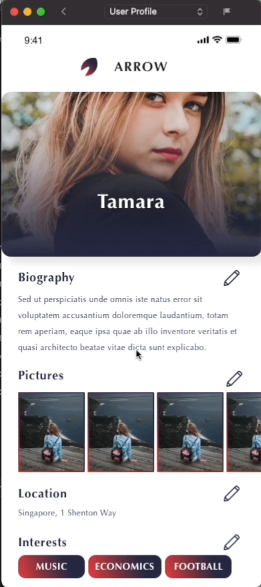 User Profile
9:41
ARROW
Tamara
Biography
Sed ut perspiciatis unde omnis iste natus error sit
voluptatem accusantium doloremque laudantium, totam
rem aperiam, eaque ipsa quae ab illo inventore veritatis et
quasi architecto beatae vitae dicta sunt explicabo.
Pictures
Location
Singapore, 1 Shenton Way
Interests
MUSIC ECONOMICS FOOTBALL